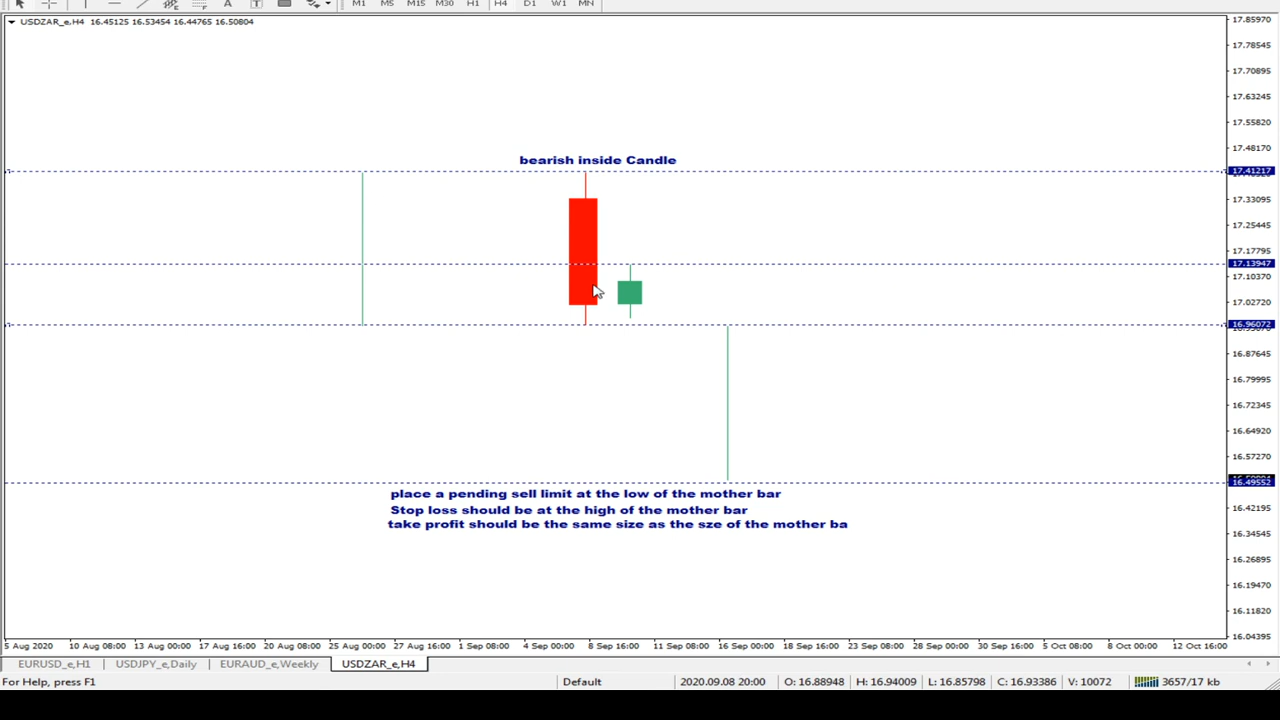 M1 M5 M15 M30 H1 H4 D1 W1 MN
USDZAR_e,H4 16.45125 16.53454 16.44765 16.50804
17.85970
17.78545
17.70895
17.63245
17.55820
17.48170
bearish inside Candle
17.41217
17.33095
17.25445
17.17795
17.13947
17.10370
17.02720
16.96072
16.87645
16.79995
16.72345
16.64920
16.57270
16.49552
place a pending sell limit at the low of the mother bar
Stop loss should be at the high of the mother bar
take profit should be the same size as the sze of the mother ba
16.42195
16.34545
16.26895
16.19470
16.11820
16.04395
5 Aug 2020 10 Aug 08:00 13 Aug 00:00 17 Aug 16:00 20 Aug 08:00 25 Aug 00:00 27 Aug 16:00 1 Sep 08:00 4 Sep 00:00 8 Sep 16:00 11 Sep 08:00 16 Sep 00:00 18 Sep 16:00 23 Sep 08:00 28 Sep 00:00 30 Sep 16:00 5 Oct 08:00 8 Oct 00:00 12 Oct 16:00
EURUSD_e,H1 USDJPY_e,Daily EURAUD_e,Weekly USDZAR_e,H4
For Help, press F1 Default 2020.09.08 20:00 O: 16.88948 H: 16.94009 L: 16.85798 C: 16.93386 V: 10072 3657/17 kb